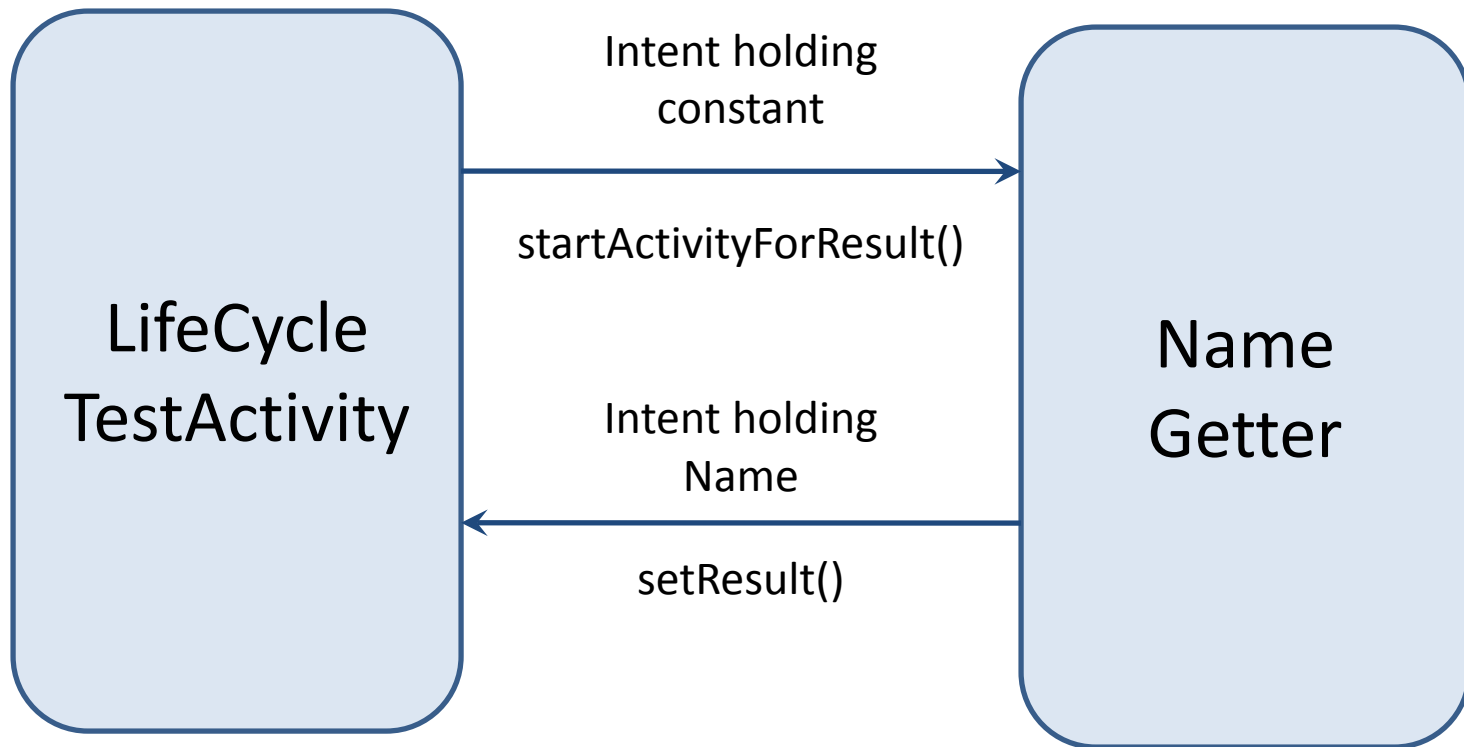 LifeCycle
TestActivity
Intent holding
constant
startActivityForResult()
Intent holding
Name
setResult()
Name
Getter